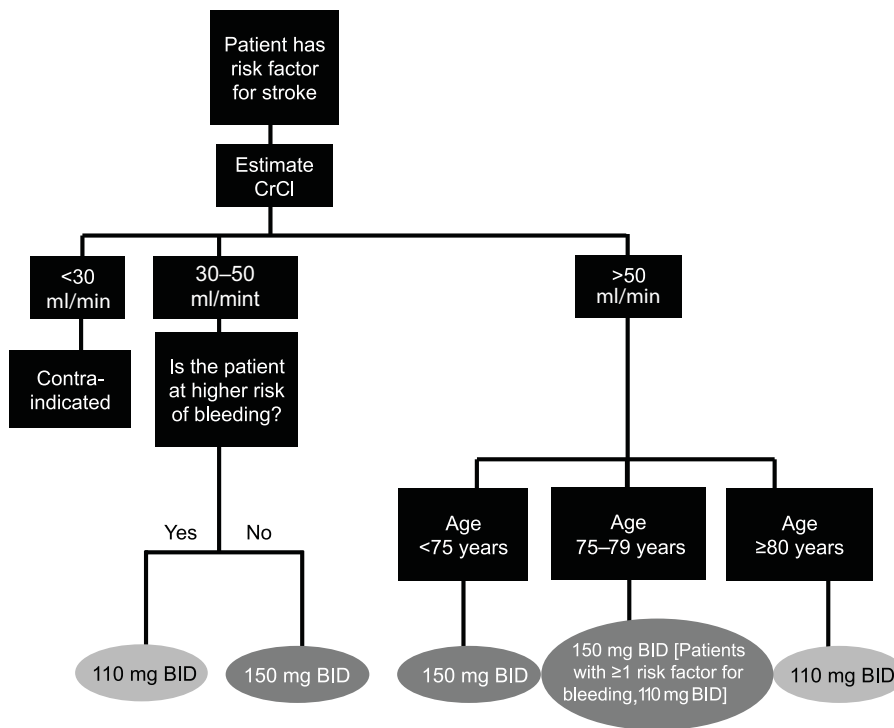 Patient has
risk factor
for stroke
Estimate
CrCl
<30
ml/min
30–50
ml/mint
>50
ml/min
Contra-
indicated
Is the patient
at higher risk
of bleeding?
Yes
No
Age
<75 years
Age
75–79 years
Age
≥80 years
110 mg BID
150 mg BID
150 mg BID
150 mg BID [Patients
with ≥1 risk factor for
bleeding,110 mg BID]
110 mg BID